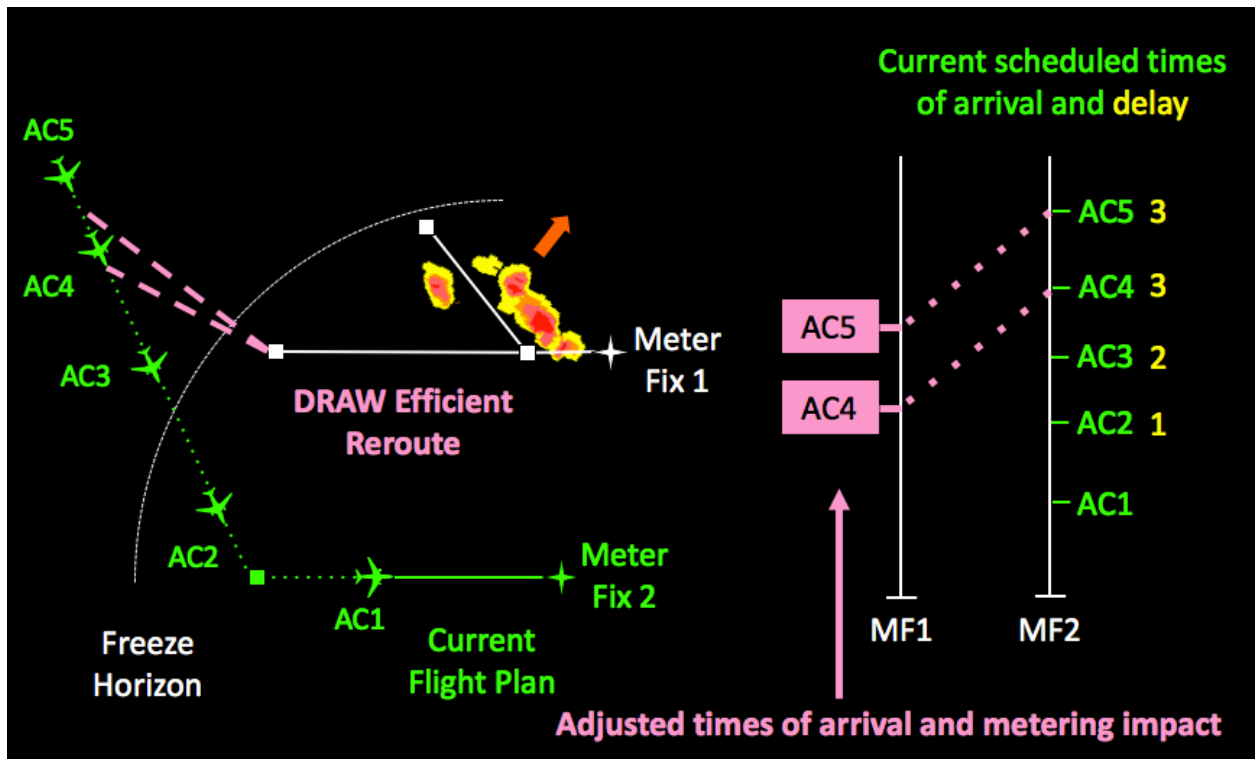 Current scheduled times
of arrival and delay
AC5
AC4
AC3
AC2
AC1
Meter
Fix 1
DRAW Efficient
Reroute
Meter
Fix 2
Current
Flight Plan
Freeze
Horizon
AC5
AC4
AC5 3
AC4 3
AC3 2
AC2 1
AC1
MF1
MF2
Adjusted times of arrival and metering impact